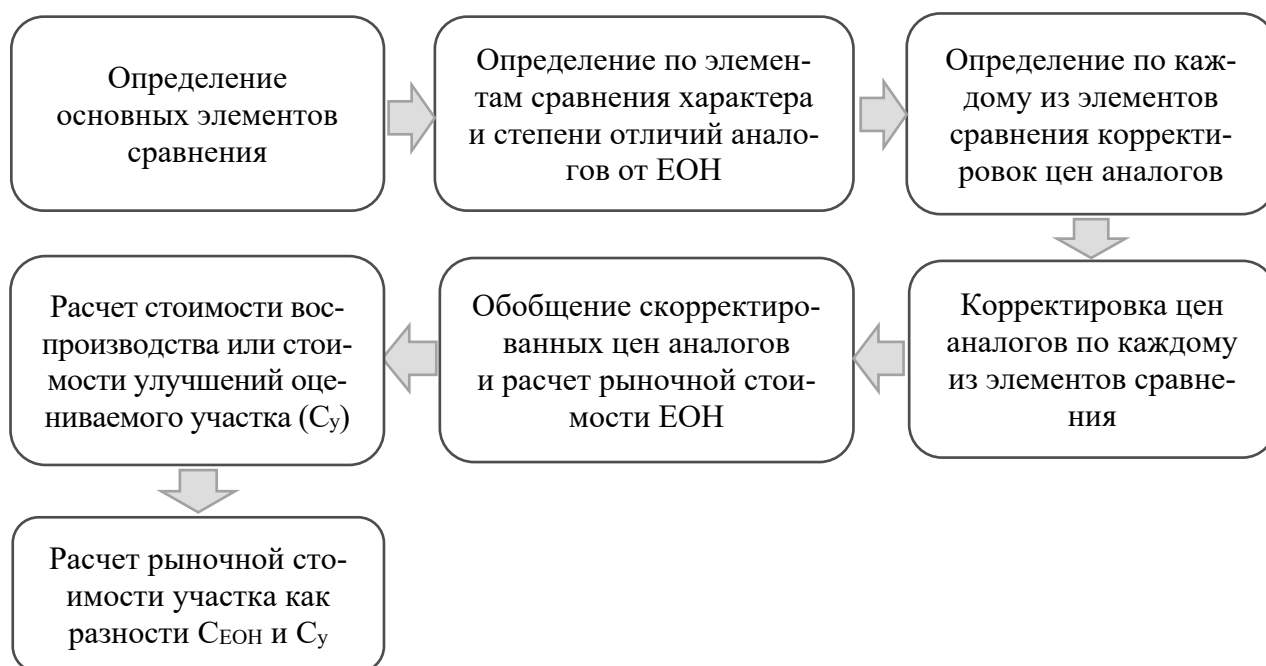 Определение
основных элементов
сравнения
Определение по элемен-
там сравнения характера
и степени отличий анало-
гов от ЕОН
Определение по каж-
дому из элементов
сравнения корректи-
ровок цен аналогов
Корректировка цен
аналогов по каждому
из элементов сравне-
ния
Обобщение скорректиро-
ванных цен аналогов
и расчет рыночной стои-
мости ЕОН
Расчет стоимости вос-
производства или стои-
мости улучшений оце-
ниваемого участка (Су)
Расчет рыночной сто-
имости участка как
разности СЕОН и Су